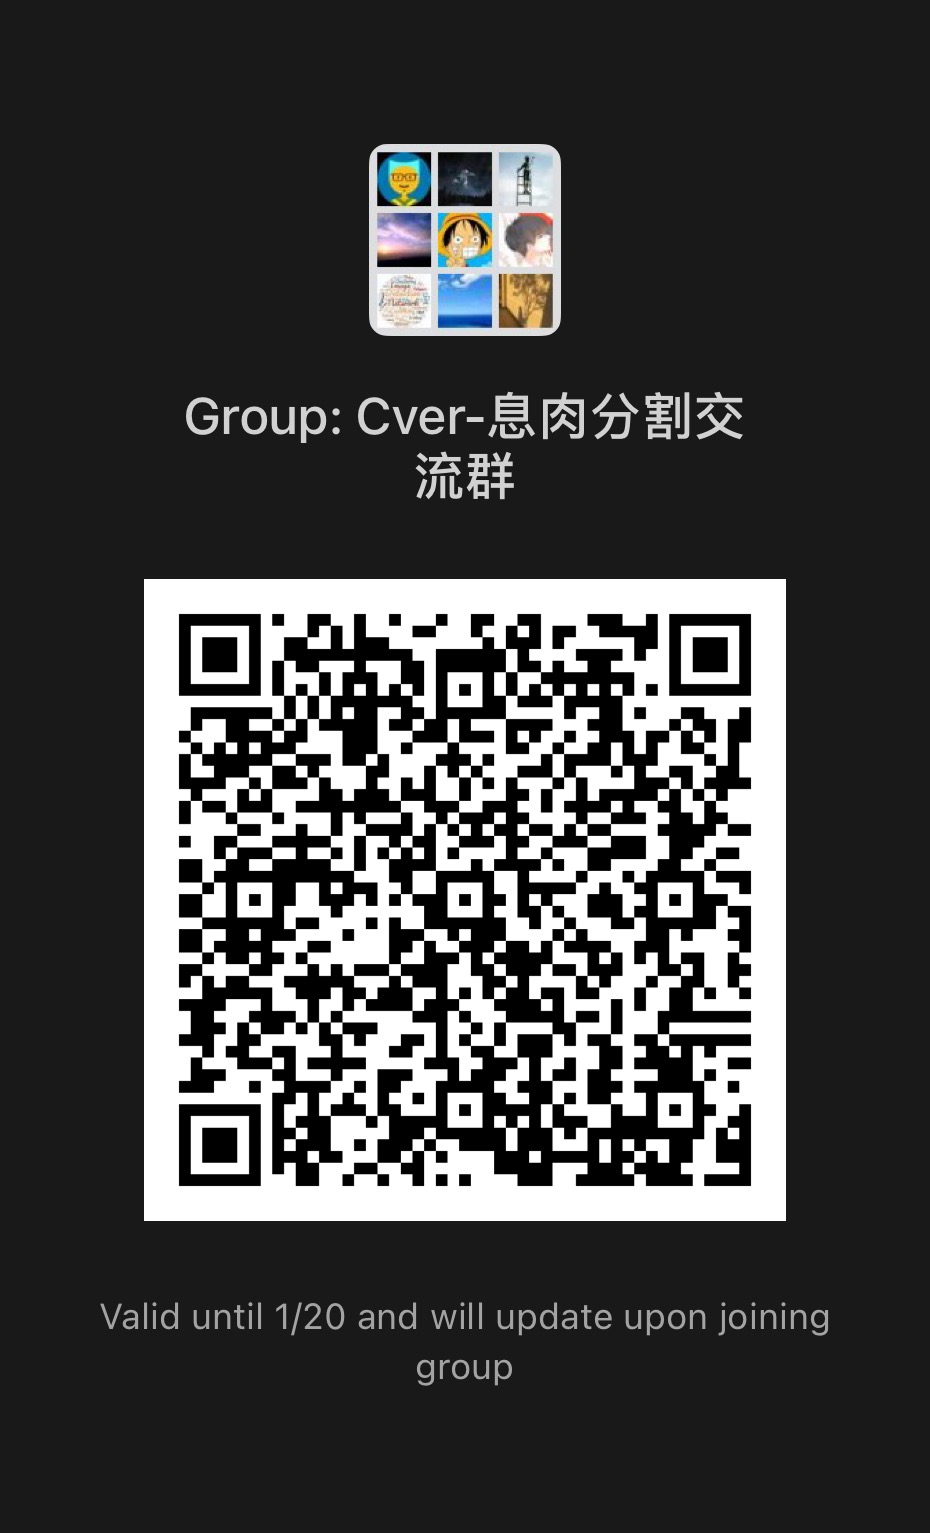 Group: Cver-息肉分割交
流群
Valid until 1/20 and will update upon joining
group